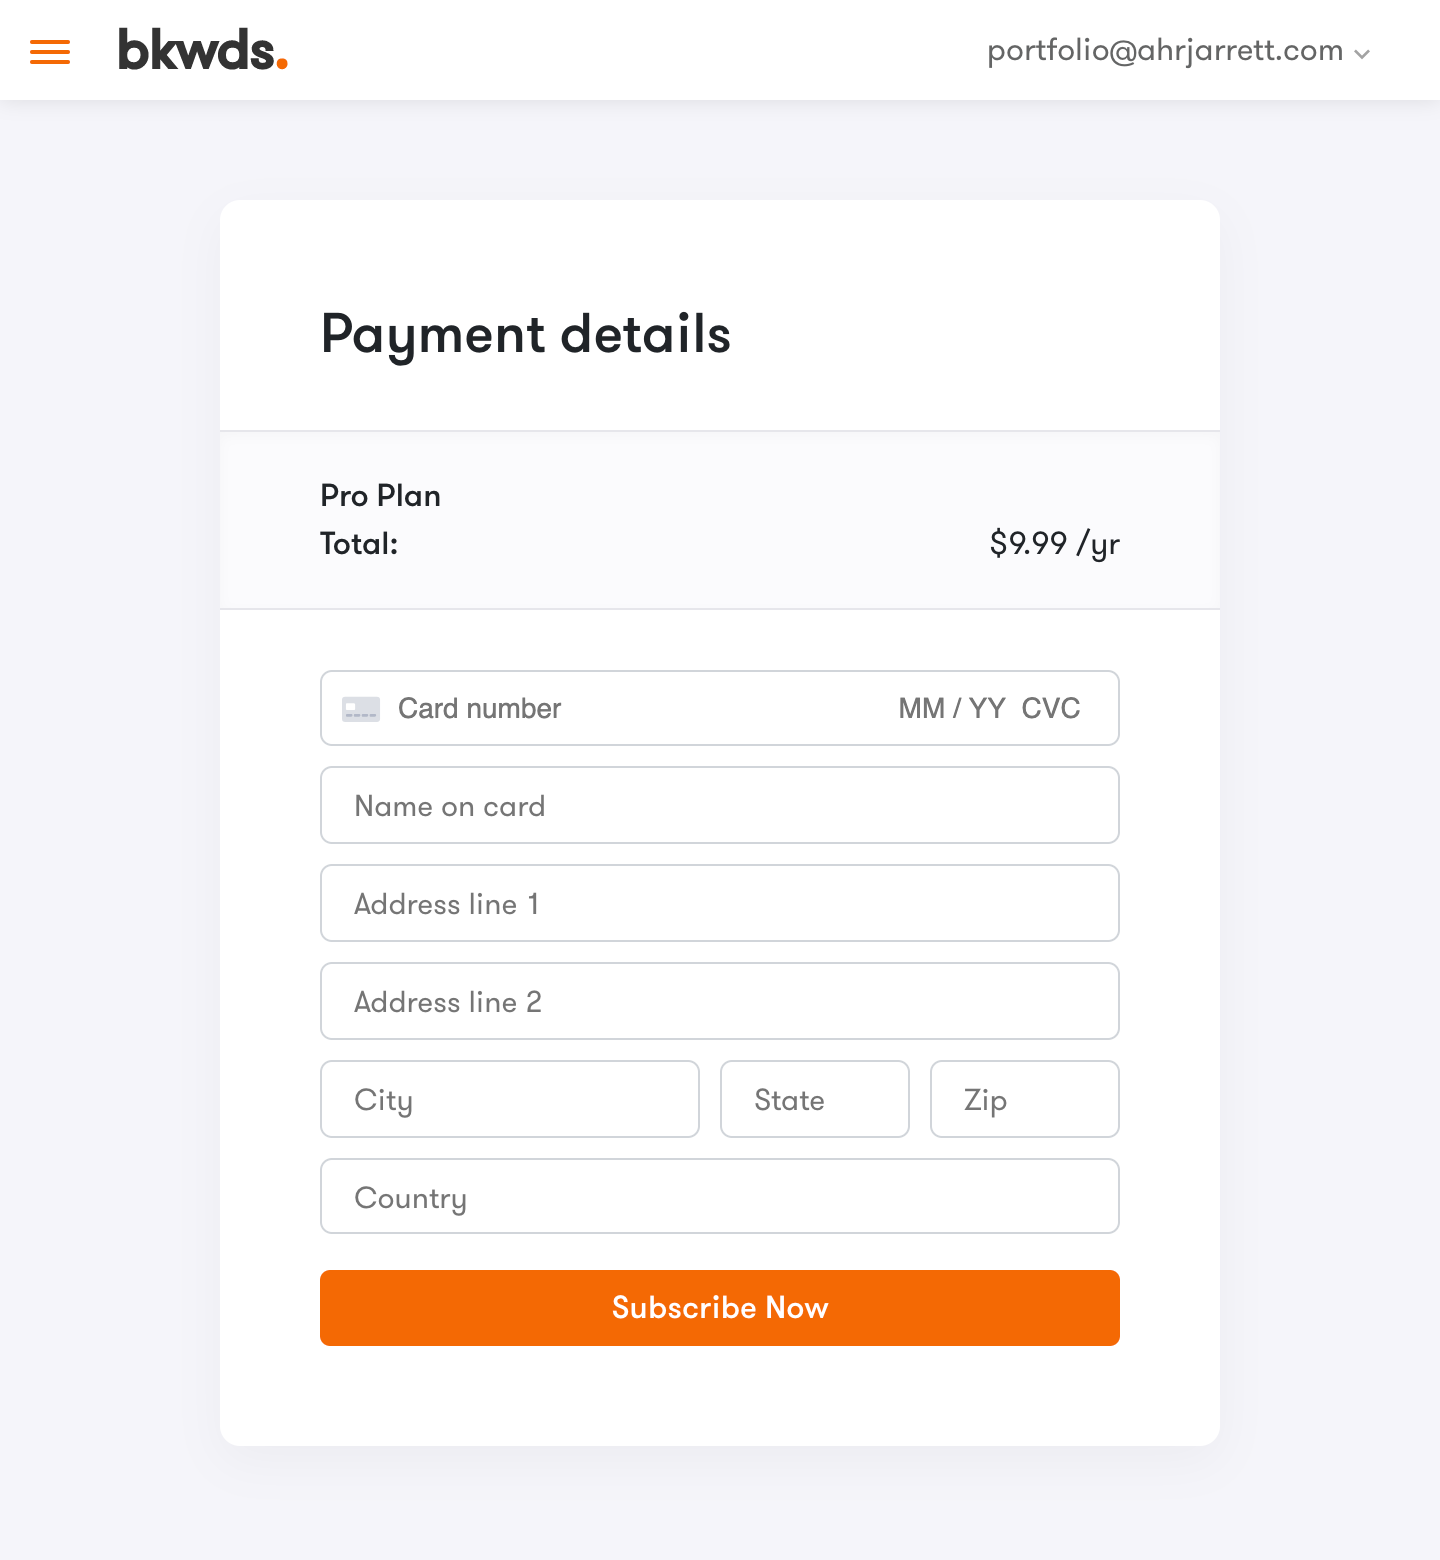 bkwds.
portfolio@ahrjarrett.com
Payment details
Pro Plan
Total: $9.99 /yr
Card number MM / YY CVC
Name on card
Address line 1
Address line 2
City State Zip
Country
Subscribe Now